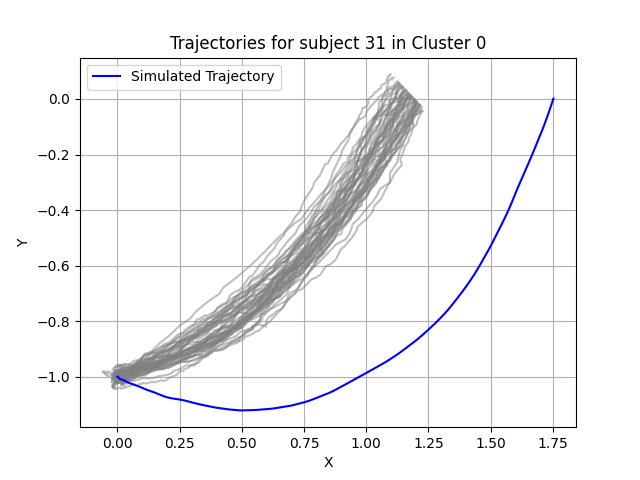 Trajectories for subject 31 in Cluster 0
Simulated Trajectory
0.0
−0.2
−0.4
−0.6
−0.8
−1.0
Y
0.00 0.25 0.50 0.75 1.00 1.25 1.50 1.75
X